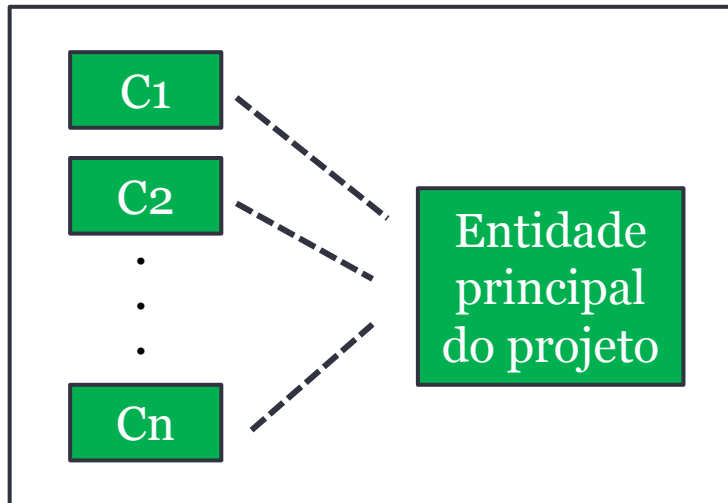 C1
C2
.
.
.
Cn
Entidade
principal
do projeto